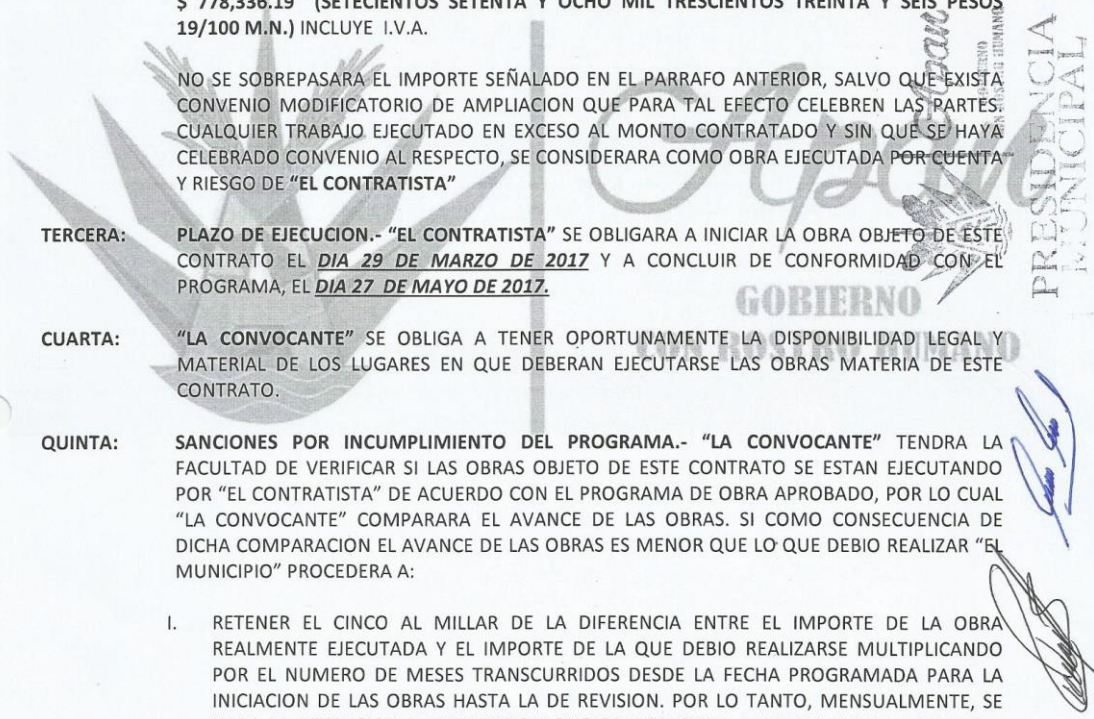 $ 778,336.19 (SETECIENTOS SETENTA Y OCHO MIL TRESCIENTOS TREINTA Y SEIS PESOS
19/100 M.N.) INCLUYE I.V.A.
NO SE SOBREPASARA EL IMPORTE SEÑALADO EN EL PARRAFO ANTERIOR, SALVO QUE EXISTA
CONVENIO MODIFICATORIO DE AMPLIACION QUE PARA TAL EFECTO CELEBREN LAS PARTES.
CUALQUIER TRABAJO EJECUTADO EN EXCESO AL MONTO CONTRATADO Y SIN QUE SE HAYA
CELEBRADO CONVENIO AL RESPECTO, SE CONSIDERARA COMO OBRA EJECUTADA POR CUENTA
Y RIESGO DE "EL CONTRATISTA"
TERCERA: PLAZO DE EJECUCION.- "EL CONTRATISTA" SE OBLIGARA A INICIAR LA OBRA OBJETO DE ESTE
CONTRATO EL DIA 29 DE MARZO DE 2017 Y A CONCLUIR DE CONFORMIDAD CON EL
PROGRAMA, EL DIA 27 DE MAYO DE 2017.
CUARTA: "LA CONVOCANTE" SE OBLIGA A TENER OPORTUNAMENTE LA DISPONIBILIDAD LEGAL Y
MATERIAL DE LOS LUGARES EN QUE DEBERAN EJECUTARSE LAS OBRAS MATERIA DE ESTE
CONTRATO.
QUINTA: SANCIONES POR INCUMPLIMIENTO DEL PROGRAMA.- "LA CONVOCANTE" TENDRA LA
FACULTAD DE VERIFICAR SI LAS OBRAS OBJETO DE ESTE CONTRATO SE ESTAN EJECUTANDO
POR "EL CONTRATISTA" DE ACUERDO CON EL PROGRAMA DE OBRA APROBADO, POR LO CUAL
"LA CONVOCANTE" COMPARARA EL AVANCE DE LAS OBRAS. SI COMO CONSECUENCIA DE
DICHA COMPARACION EL AVANCE DE LAS OBRAS ES MENOR QUE LO QUE DEBIO REALIZAR "EL
MUNICIPIO" PROCEDERA A:
I. RETENER EL CINCO AL MILLAR DE LA DIFERENCIA ENTRE EL IMPORTE DE LA OBRA
REALMENTE EJECUTADA Y EL IMPORTE DE LA QUE DEBIO REALIZARSE MULTIPLICANDO
POR EL NUMERO DE MESES TRANSCURRIDOS DESDE LA FECHA PROGRAMADA PARA LA
INICIACION DE LAS OBRAS HASTA LA DE REVISION. POR LO TANTO, MENSUALMENTE, SE
Apan
GOBIERNO
CON ROSTRO HUMANO
Apan
PRESIDENCIA
MUNICIPAL